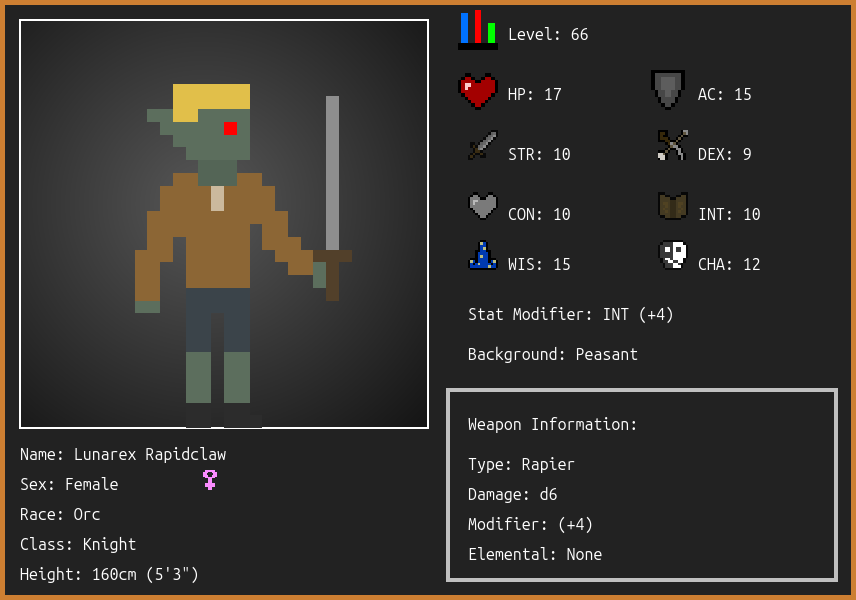 Level: 66
HP: 17
AC: 15
STR: 10
DEX: 9
CON: 10
INT: 10
WIS: 15
CHA: 12
Stat Modifier: INT (+4)
Background: Peasant
Weapon Information:
Type: Rapier
Damage: d6
Modifier: (+4)
Elemental: None
Name: Lunarex Rapidclaw
Sex: Female
Race: Orc
Class: Knight
Height: 160cm (5'3")